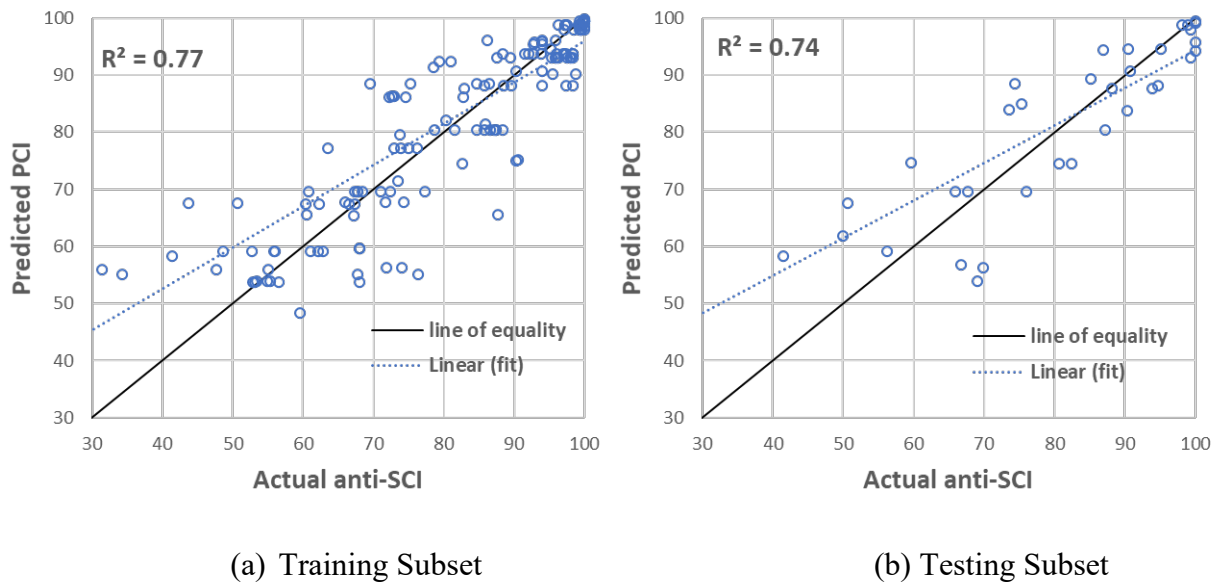 R² = 0.77
100
90
80
70
60
50
40
30
Predicted PCI
line of equality
Linear (fit)
30 40 50 60 70 80 90 100
Actual anti-SCI
(a) Training Subset
R² = 0.74
100
90
80
70
60
50
40
30
Predicted PCI
line of equality
Linear (fit)
30 40 50 60 70 80 90 100
Actual anti-SCI
(b) Testing Subset